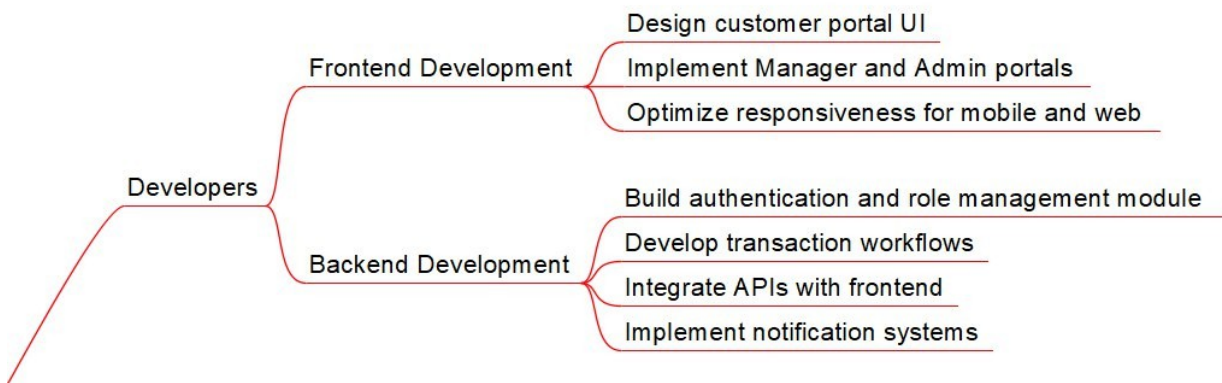 Developers
Frontend Development
Design customer portal UI
Implement Manager and Admin portals
Optimize responsiveness for mobile and web
Backend Development
Build authentication and role management module
Develop transaction workflows
Integrate APIs with frontend
Implement notification systems